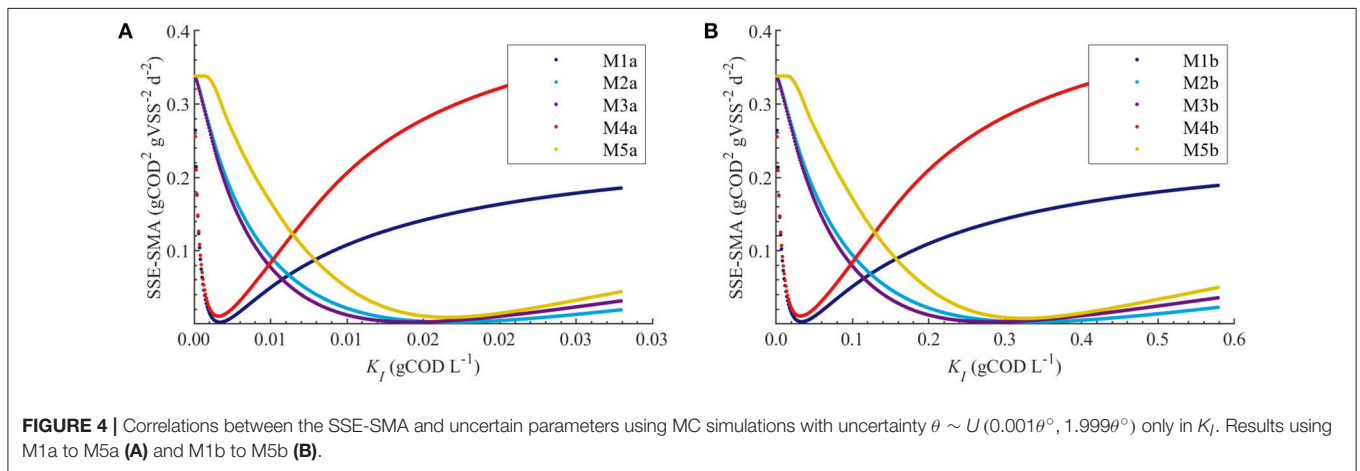 A
SSE-SMA (gCOD² gVSS⁻² d⁻²)
0.4
0.3
0.2
0.1
0.00 0.01 0.01 0.02 0.02 0.03 0.03
K_I (gCOD L⁻¹)
M1a
M2a
M3a
M4a
M5a
B
SSE-SMA (gCOD² gVSS⁻² d⁻²)
0.4
0.3
0.2
0.1
0.0 0.1 0.2 0.3 0.4 0.5 0.6
K_I (gCOD L⁻¹)
M1b
M2b
M3b
M4b
M5b
FIGURE 4 | Correlations between the SSE-SMA and uncertain parameters using MC simulations with uncertainty θ ~ U (0.001θ°, 1.999θ°) only in K_I. Results using
M1a to M5a (A) and M1b to M5b (B).